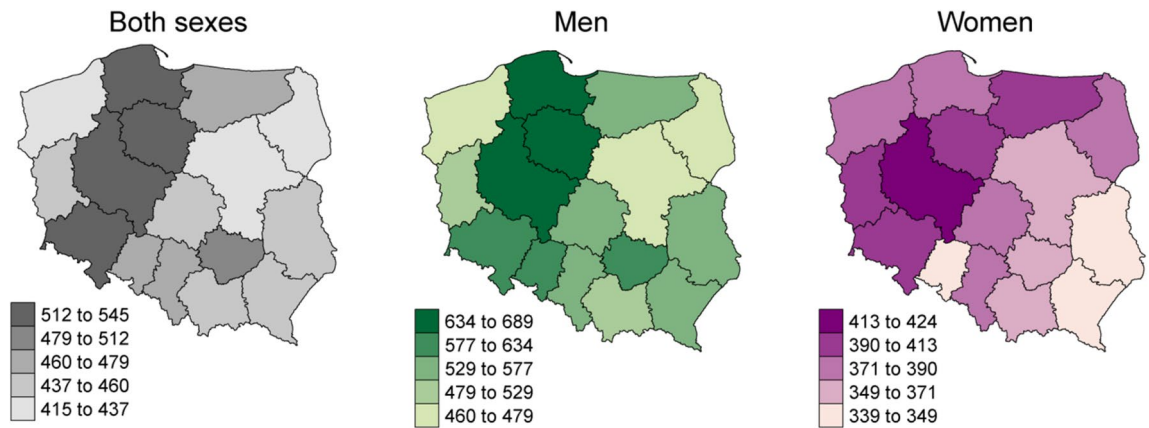 Both sexes
Men
Women
512 to 545
479 to 512
460 to 479
437 to 460
415 to 437
634 to 689
577 to 634
529 to 577
479 to 529
460 to 479
413 to 424
390 to 413
371 to 390
349 to 371
339 to 349